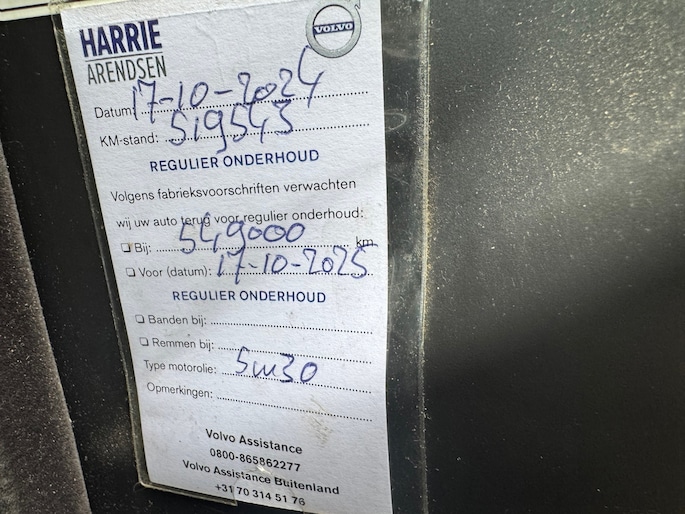 HARRIE
ARENDSEN
VOLVO
Datum: 17-10-2024
KM-stand: 519543
REGULIER ONDERHOUD
Volgens fabrieksvoorschriften verwachten
wij uw auto terug voor regulier onderhoud:
Bij: 549000 km
Voor (datum): 17-10-2025
REGULIER ONDERHOUD
Banden bij:
Remmen bij:
Type motorolie: 5w30
Opmerkingen:
Volvo Assistance
0800-865862277
Volvo Assistance Buitenland
+31 70 314 51 76